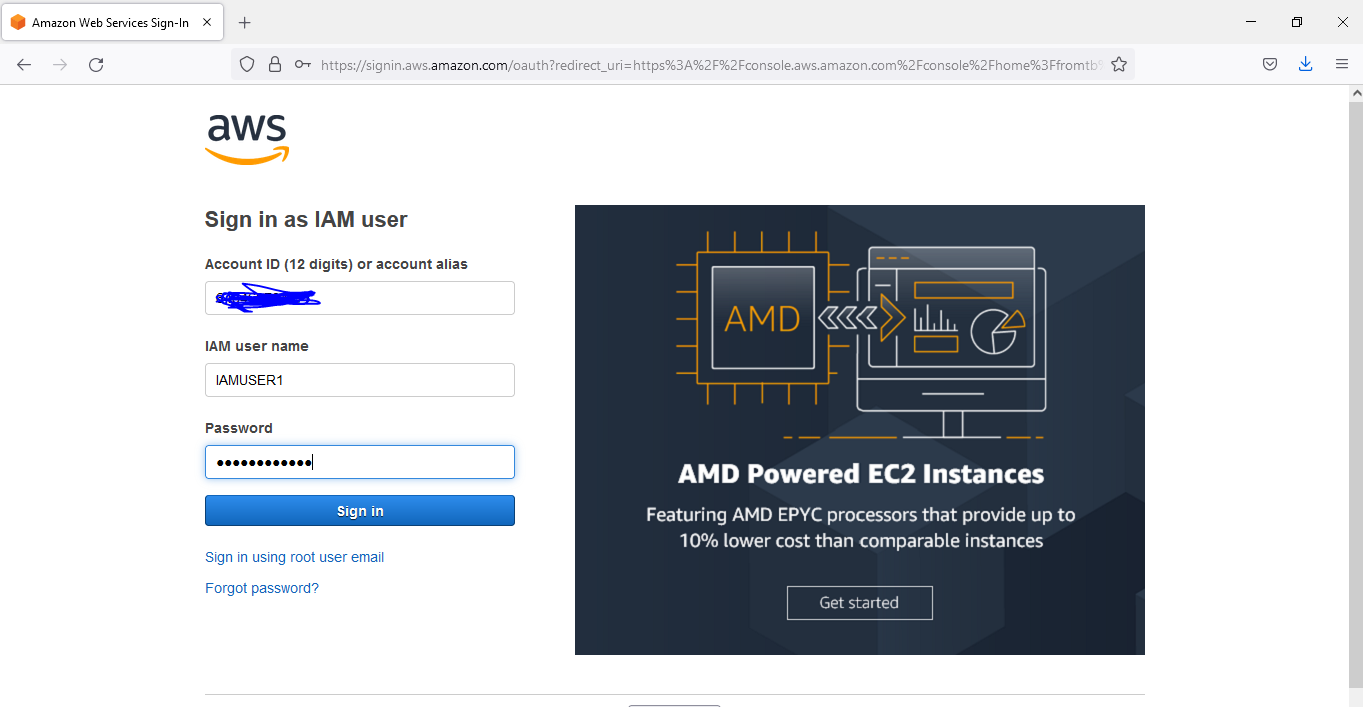 Amazon Web Services Sign-In
https://signin.aws.amazon.com/oauth?redirect_uri=https%3A%2F%2Fconsole.aws.amazon.com%2Fconsole%2Fhome%3Ffromtb%
aws
Sign in as IAM user
Account ID (12 digits) or account alias
IAM user name
IAMUSER1
Password
Sign in
Sign in using root user email
Forgot password?
AMD
AMD Powered EC2 Instances
Featuring AMD EPYC processors that provide up to
10% lower cost than comparable instances
Get started